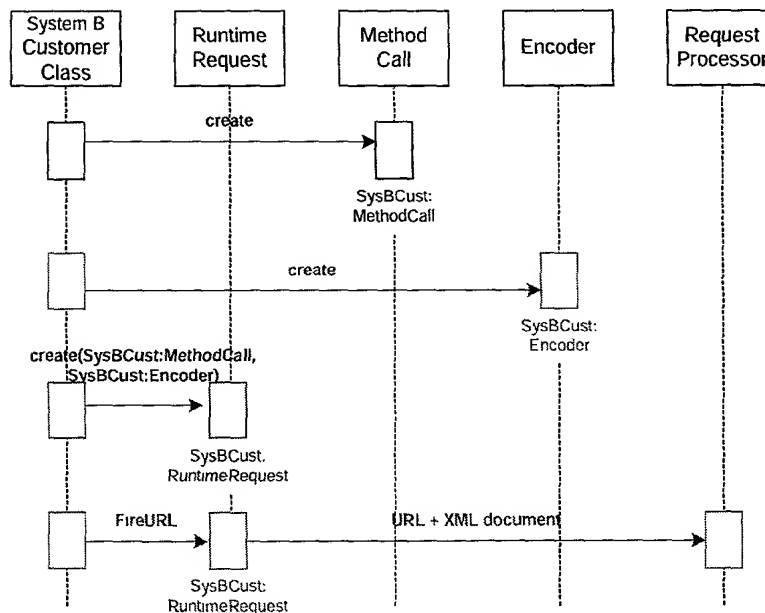 System B
Customer
Class
Runtime
Request
Method
Call
Encoder
Request
Processor
create
SysBCust:
MethodCall
create
SysBCust:
Encoder
create(SysBCust:MethodCall,
SysBCust:Encoder)
SysBCust.
RuntimeRequest
FireURL
URL + XML document
SysBCust:
RuntimeRequest